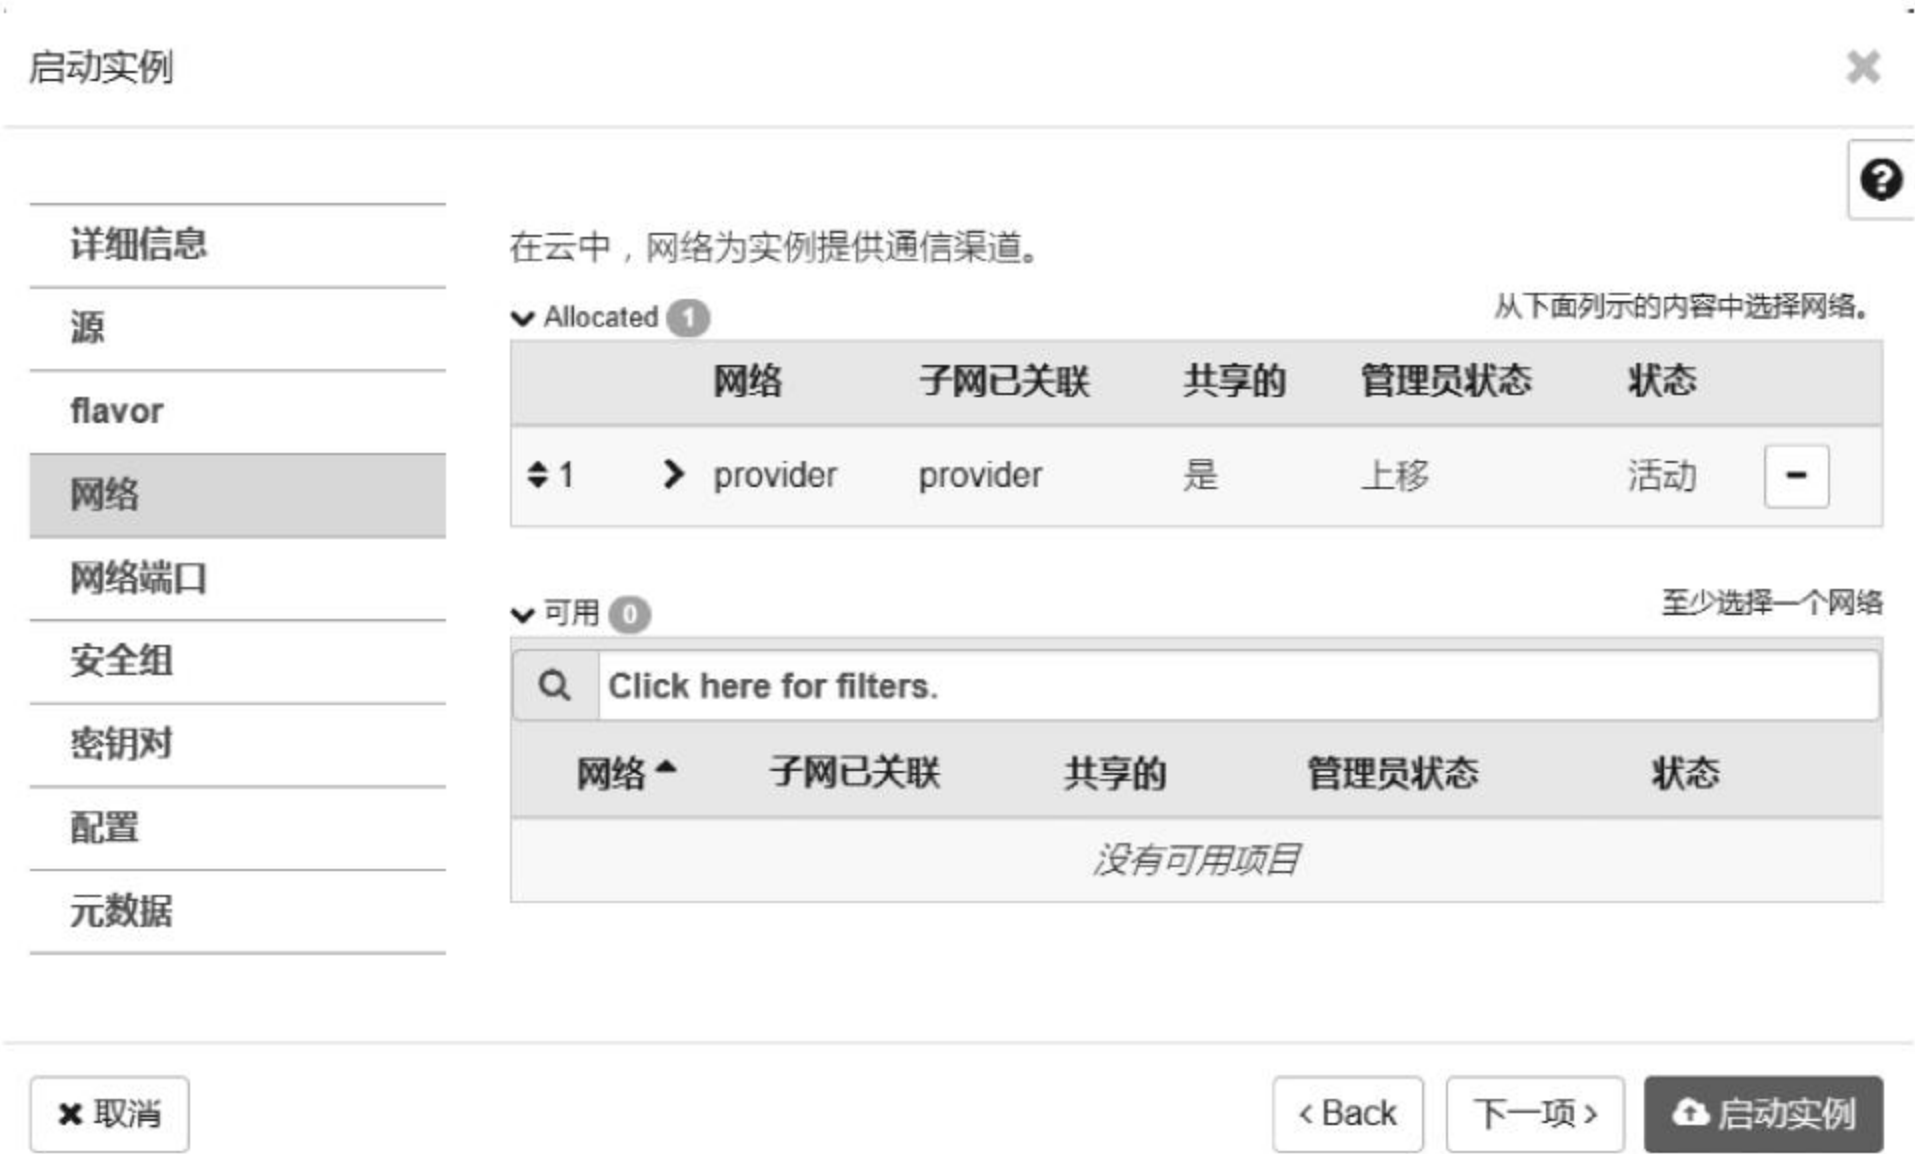 启动实例
详细信息
源
flavor
网络
网络端口
安全组
密钥对
配置
元数据
在云中，网络为实例提供通信渠道。
Allocated 1
从下面列示的内容中选择网络。
网络 子网已关联 共享的 管理员状态 状态
1 provider provider 是 上移 活动
可用 0
至少选择一个网络
Click here for filters.
网络 子网已关联 共享的 管理员状态 状态
没有可用项目
取消
‹ Back
下一项 ›
启动实例